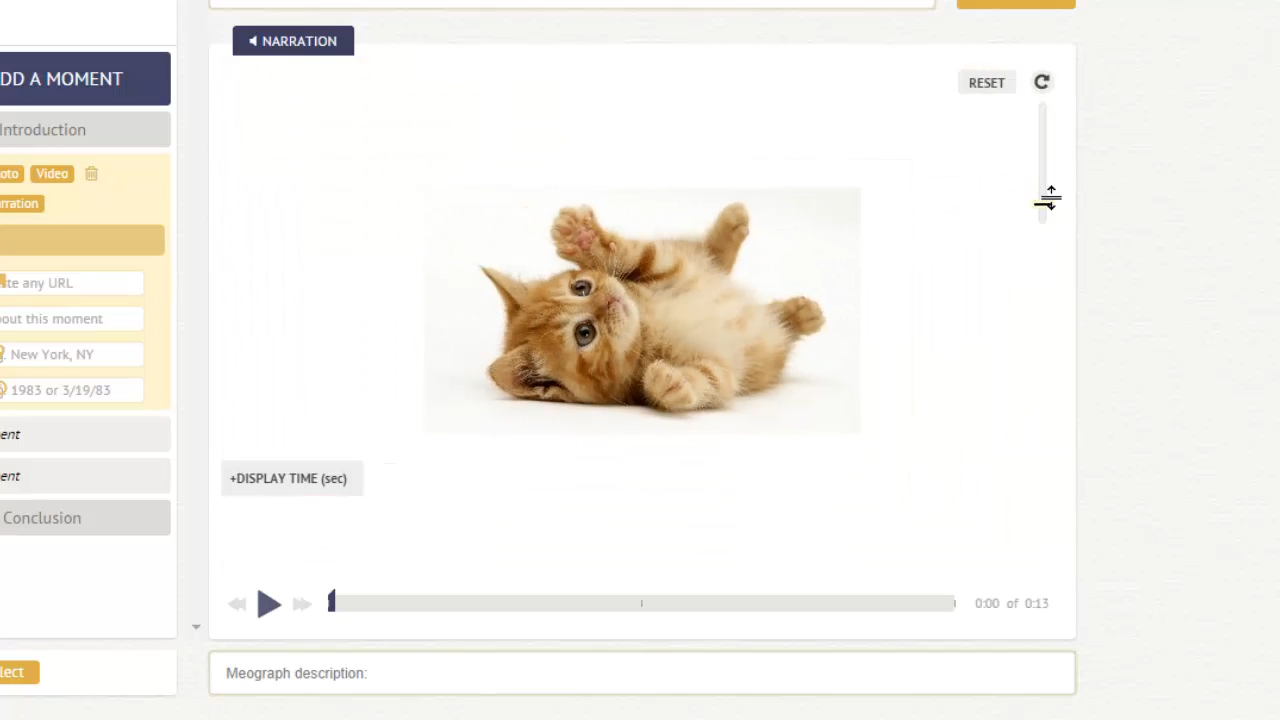 NARRATION
DD A MOMENT
RESET
Introduction
oto Video
rration
te any URL
out this moment
New York, NY
1983 or 3/19/83
ent
ent
Conclusion
+DISPLAY TIME (sec)
0:00 of 0:13
lect
Meograph description: